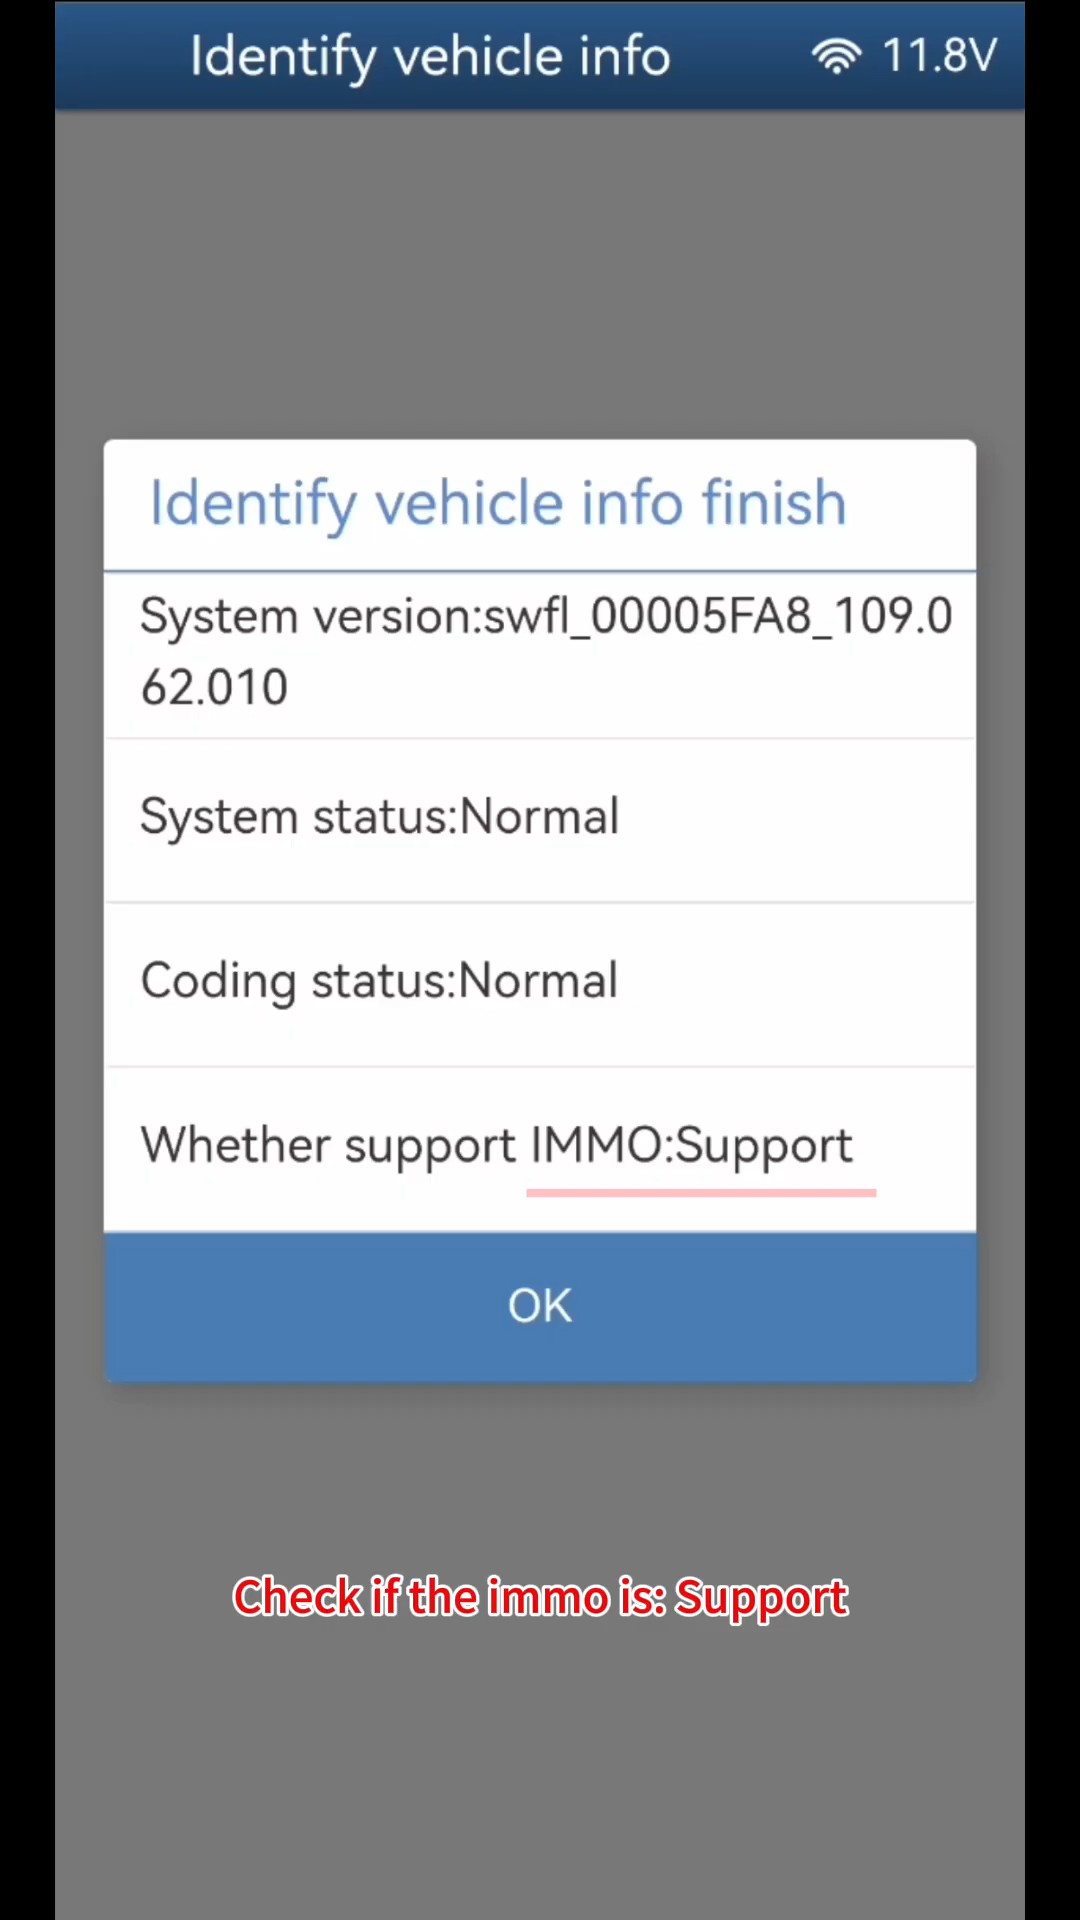 Identify vehicle info
11.8V
Identify vehicle info finish
System version:swfl_00005FA8_109.0
62.010
System status:Normal
Coding status:Normal
Whether support IMMO:Support
OK
Check if the immo is: Support